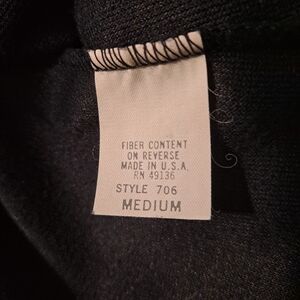 FIBER CONTENT
ON REVERSE
MADE IN U.S.A.
RN 49136
STYLE 706
MEDIUM